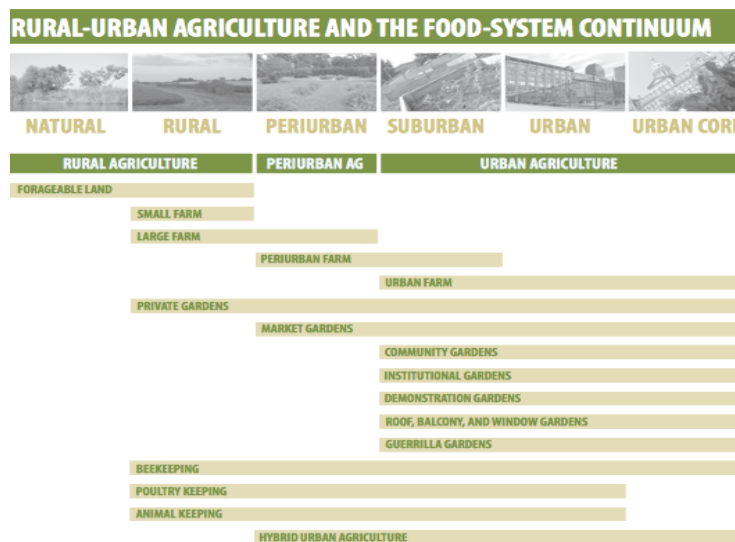 RURAL-URBAN AGRICULTURE AND THE FOOD-SYSTEM CONTINUUM
NATURAL RURAL PERIURBAN SUBURBAN URBAN URBAN COR
RURAL AGRICULTURE PERIURBAN AG URBAN AGRICULTURE
FORAGEABLE LAND
SMALL FARM
LARGE FARM
PERIURBAN FARM
URBAN FARM
PRIVATE GARDENS
MARKET GARDENS
COMMUNITY GARDENS
INSTITUTIONAL GARDENS
DEMONSTRATION GARDENS
ROOF, BALCONY, AND WINDOW GARDENS
GUERRILLA GARDENS
BEEKEEPING
POULTRY KEEPING
ANIMAL KEEPING
HYBRID URBAN AGRICULTURE